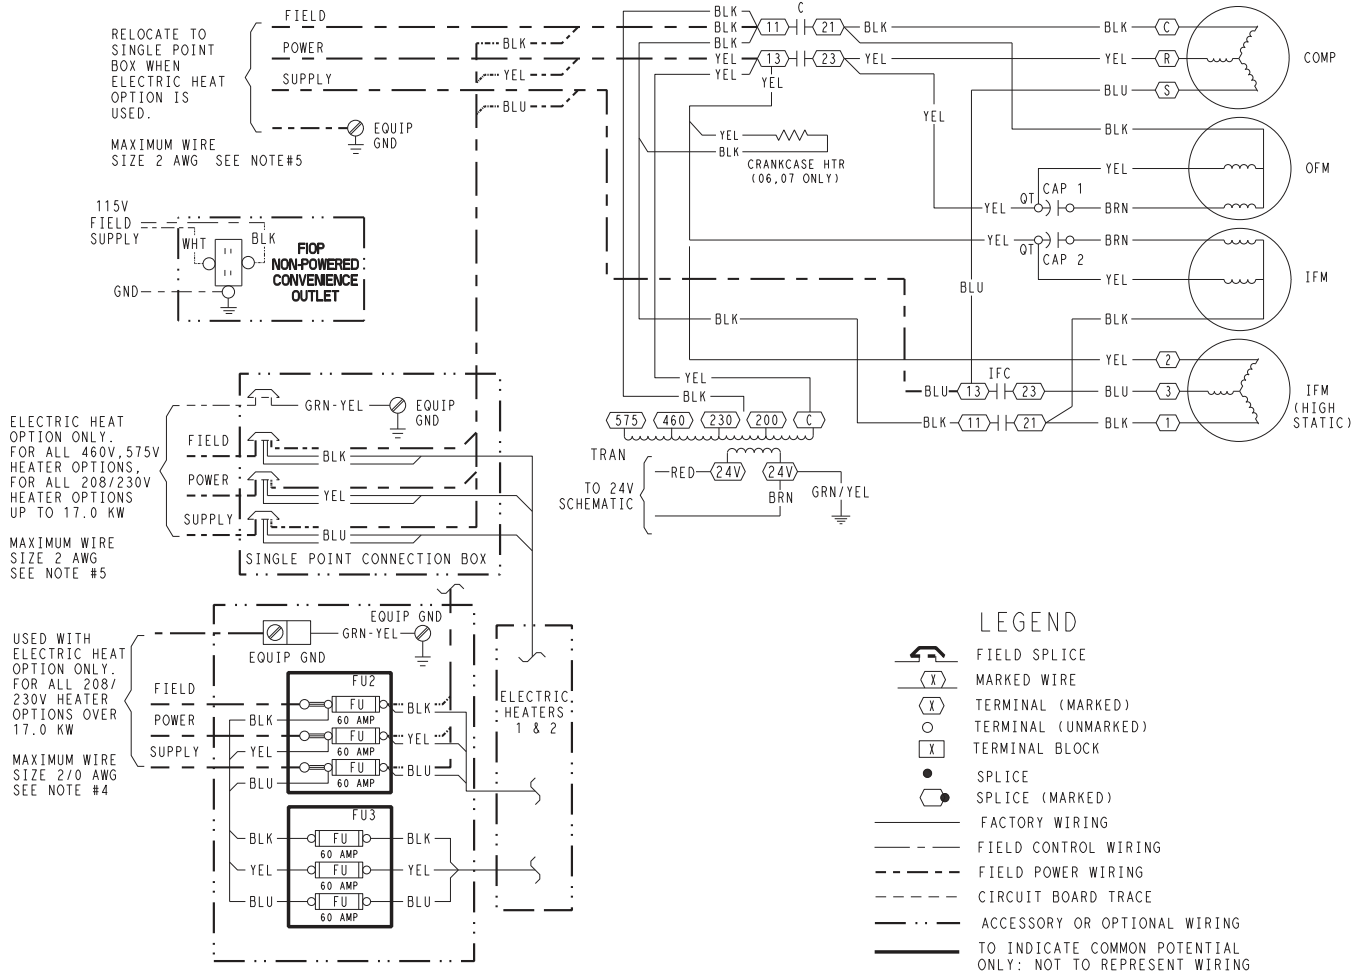 FIELD
POWER
SUPPLY
RELOCATE TO
SINGLE POINT
BOX WHEN
ELECTRIC HEAT
OPTION IS
USED.
MAXIMUM WIRE
SIZE 2 AWG SEE NOTE#5
EQUIP
GND
BLK
YEL
BLU
115V
FIELD
SUPPLY
WHT
BLK
GND
FIOP
NON-POWERED
CONVENIENCE
OUTLET
BLK
BLK
BLK
YEL
YEL
C
11
21
BLK
13
23
YEL
YEL
YEL
BLK
CRANKCASE HTR
(06,07 ONLY)
YEL
BLK
C
YEL
R
BLU
S
COMP
BLK
YEL
OFM
YEL
QT
CAP 1
BRN
YEL
QT
CAP 2
BRN
YEL
IFM
BLK
BLU
BLK
YEL
2
IFC
BLU
13
23
BLU
3
BLK
11
21
BLK
1
IFM
(HIGH
STATIC)
YEL
BLK
575
460
230
200
C
TRAN
RED
24V
24V
TO 24V
SCHEMATIC
BRN
GRN/YEL
ELECTRIC HEAT
OPTION ONLY.
FOR ALL 460V,575V
HEATER OPTIONS,
FOR ALL 208/230V
HEATER OPTIONS
UP TO 17.0 KW
MAXIMUM WIRE
SIZE 2 AWG
SEE NOTE #5
FIELD
POWER
SUPPLY
GRN-YEL
EQUIP
GND
BLK
YEL
BLU
SINGLE POINT CONNECTION BOX
USED WITH
ELECTRIC HEAT
OPTION ONLY.
FOR ALL 208/
230V HEATER
OPTIONS OVER
17.0 KW
MAXIMUM WIRE
SIZE 2/0 AWG
SEE NOTE #4
FIELD
POWER
SUPPLY
EQUIP GND
GRN-YEL
EQUIP GND
FU2
BLK
FU
60 AMP
BLK
YEL
FU
60 AMP
YEL
BLU
FU
60 AMP
BLU
FU3
BLK
FU
60 AMP
BLK
YEL
FU
60 AMP
YEL
BLU
FU
60 AMP
BLU
ELECTRIC
HEATERS
1 & 2
LEGEND
FIELD SPLICE
X
MARKED WIRE
X
TERMINAL (MARKED)
TERMINAL (UNMARKED)
X
TERMINAL BLOCK
SPLICE
SPLICE (MARKED)
FACTORY WIRING
FIELD CONTROL WIRING
FIELD POWER WIRING
CIRCUIT BOARD TRACE
ACCESSORY OR OPTIONAL WIRING
TO INDICATE COMMON POTENTIAL
ONLY: NOT TO REPRESENT WIRING